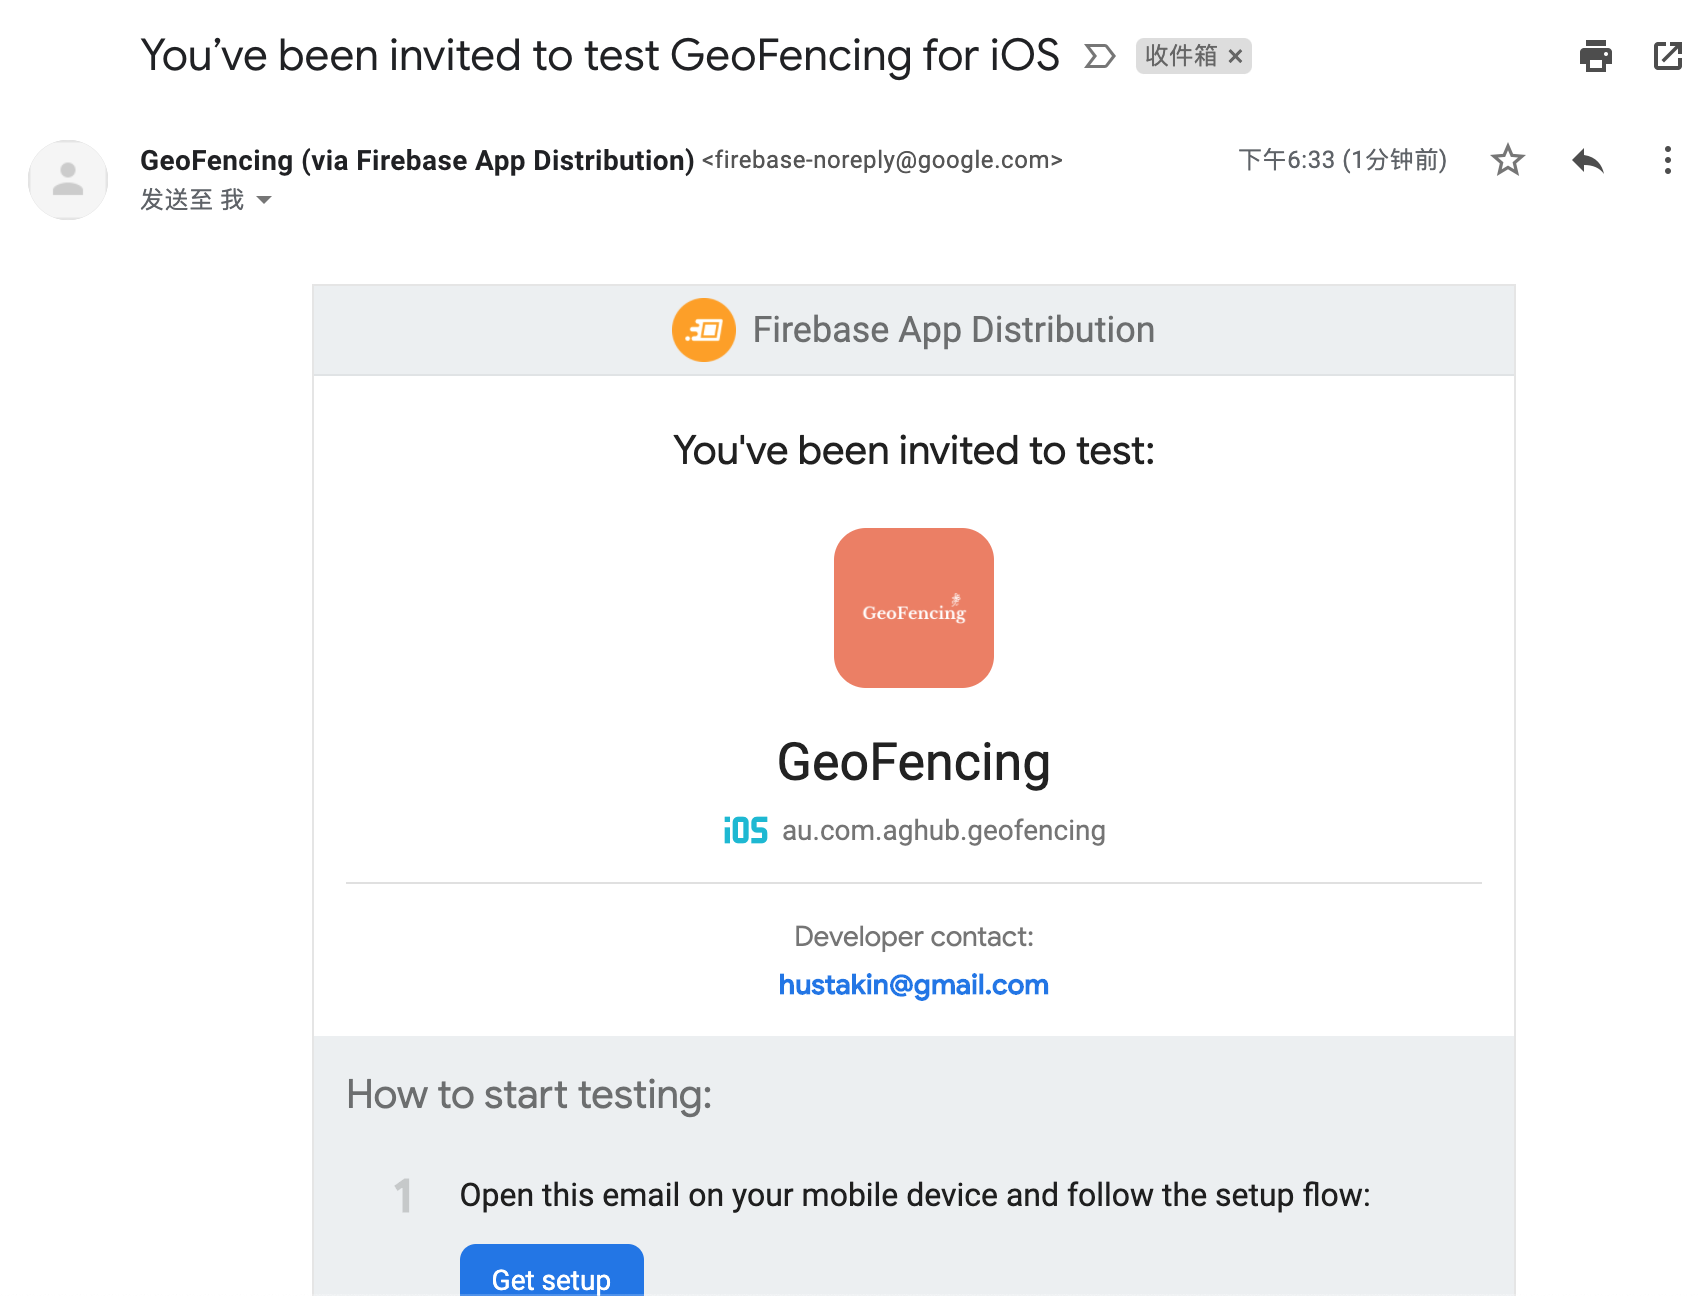 You’ve been invited to test GeoFencing for iOS 收件箱 ×
GeoFencing (via Firebase App Distribution) <firebase-noreply@google.com> 下午6:33 (1分钟前)
发送至 我
Firebase App Distribution
You've been invited to test:
GeoFencing
GeoFencing
iOS au.com.aghub.geofencing
Developer contact:
hustakin@gmail.com
How to start testing:
1 Open this email on your mobile device and follow the setup flow:
Get setup